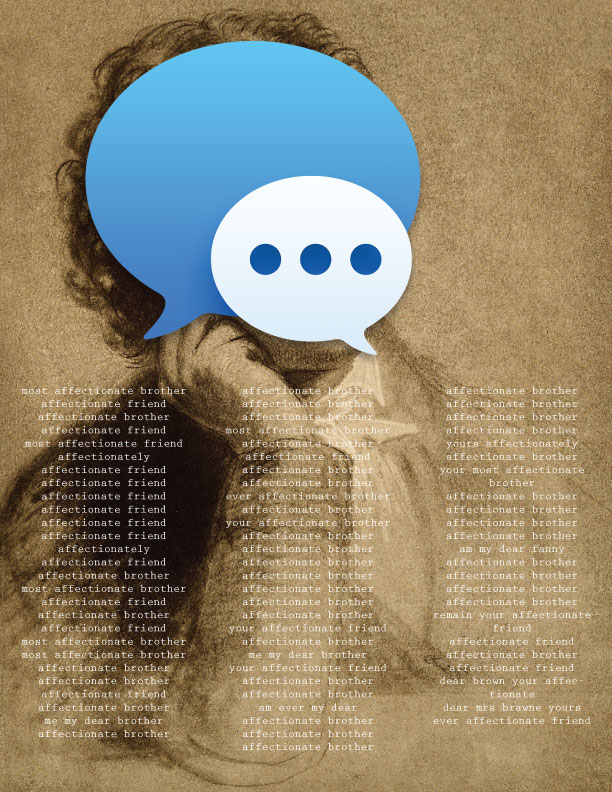 most affectionate brother
affectionate friend
affectionate brother
affectionate friend
most affectionate friend
affectionately
affectionate friend
affectionate friend
affectionate friend
affectionate friend
affectionate friend
affectionate friend
affectionately
affectionate friend
affectionate brother
most affectionate brother
affectionate friend
affectionate brother
affectionate friend
most affectionate brother
most affectionate brother
affectionate brother
affectionate brother
affectionate friend
affectionate brother
me my dear brother
affectionate brother
affectionate brother
affectionate brother
affectionate brother
most affectionate brother
affectionate brother
affectionate friend
affectionate brother
affectionate brother
ever affectionate brother
affectionate brother
your affectionate brother
affectionate brother
affectionate brother
affectionate brother
affectionate brother
affectionate brother
affectionate brother
affectionate brother
your affectionate friend
affectionate brother
me my dear brother
your affectionate friend
affectionate brother
affectionate brother
am ever my dear
affectionate brother
affectionate brother
affectionate brother
affectionate brother
affectionate brother
affectionate brother
affectionate brother
yours affectionately
affectionate brother
your most affectionate
brother
affectionate brother
affectionate brother
affectionate brother
affectionate brother
am my dear fanny
affectionate brother
affectionate brother
affectionate brother
affectionate brother
remain your affectionate
friend
affectionate friend
affectionate brother
affectionate friend
dear brown your affec-
tionate
dear mrs brawne yours
ever affectionate friend